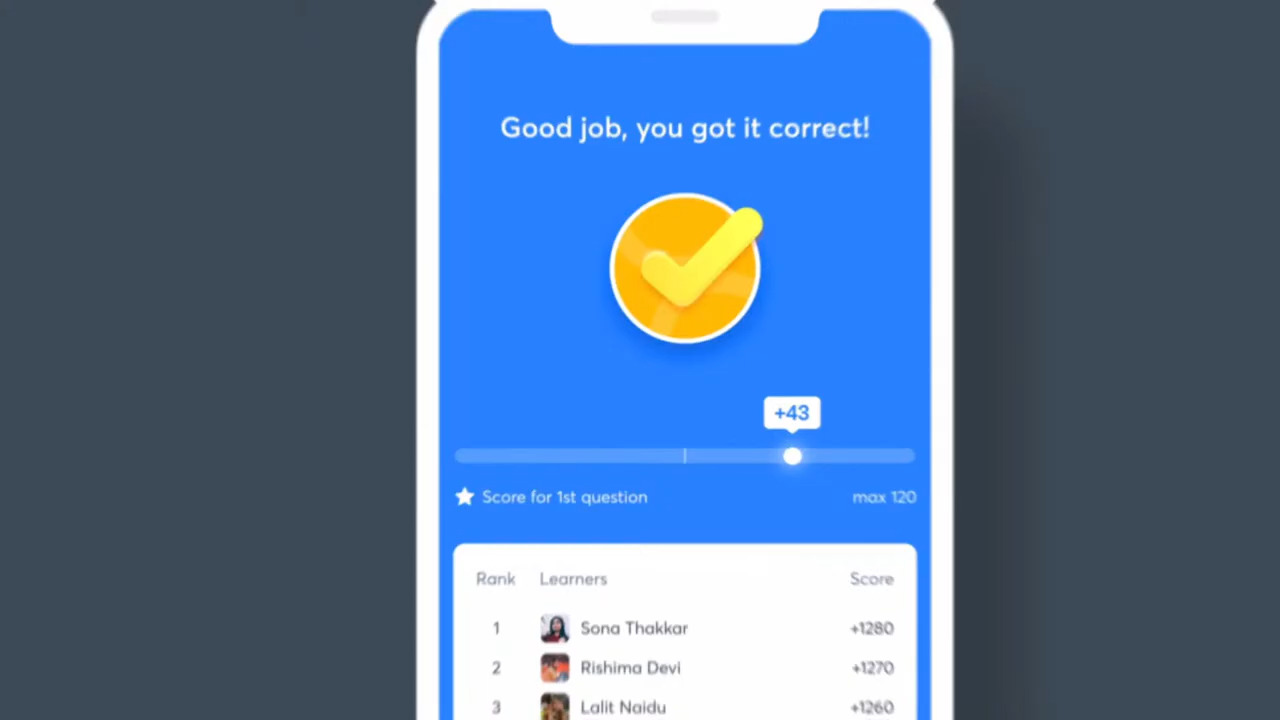 Good job, you got it correct!
+43
Score for 1st question max 120
Rank Learners Score
1 Sona Thakkar +1280
2 Rishima Devi +1270
3 Lalit Naidu +1260